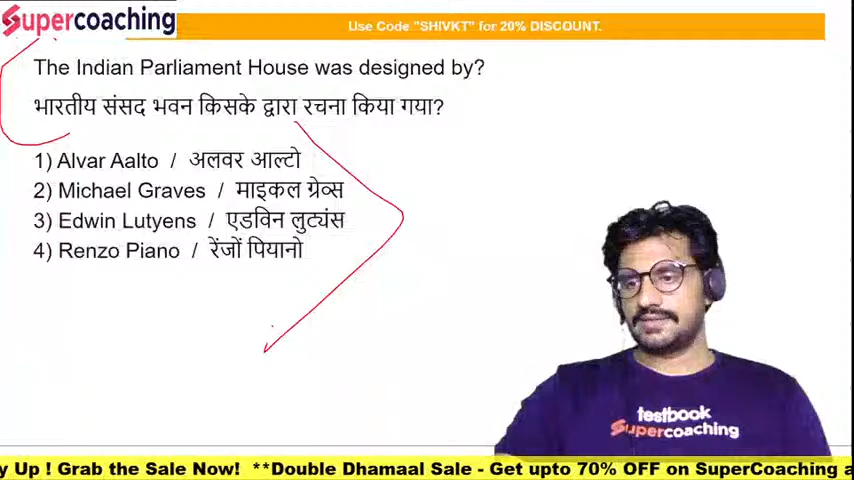 Supercoaching
Use Code "SHIVKT" for 20% DISCOUNT.
The Indian Parliament House was designed by?
भारतीय संसद भवन किसके द्वारा रचना किया गया?
1) Alvar Aalto / अलवर आल्टो
2) Michael Graves / माइकल ग्रेव्स
3) Edwin Lutyens / एडविन लुट्यंस
4) Renzo Piano / रेंजों पियानो
testbook
Supercoaching
y Up ! Grab the Sale Now! **Double Dhamaal Sale - Get upto 70% OFF on SuperCoaching a